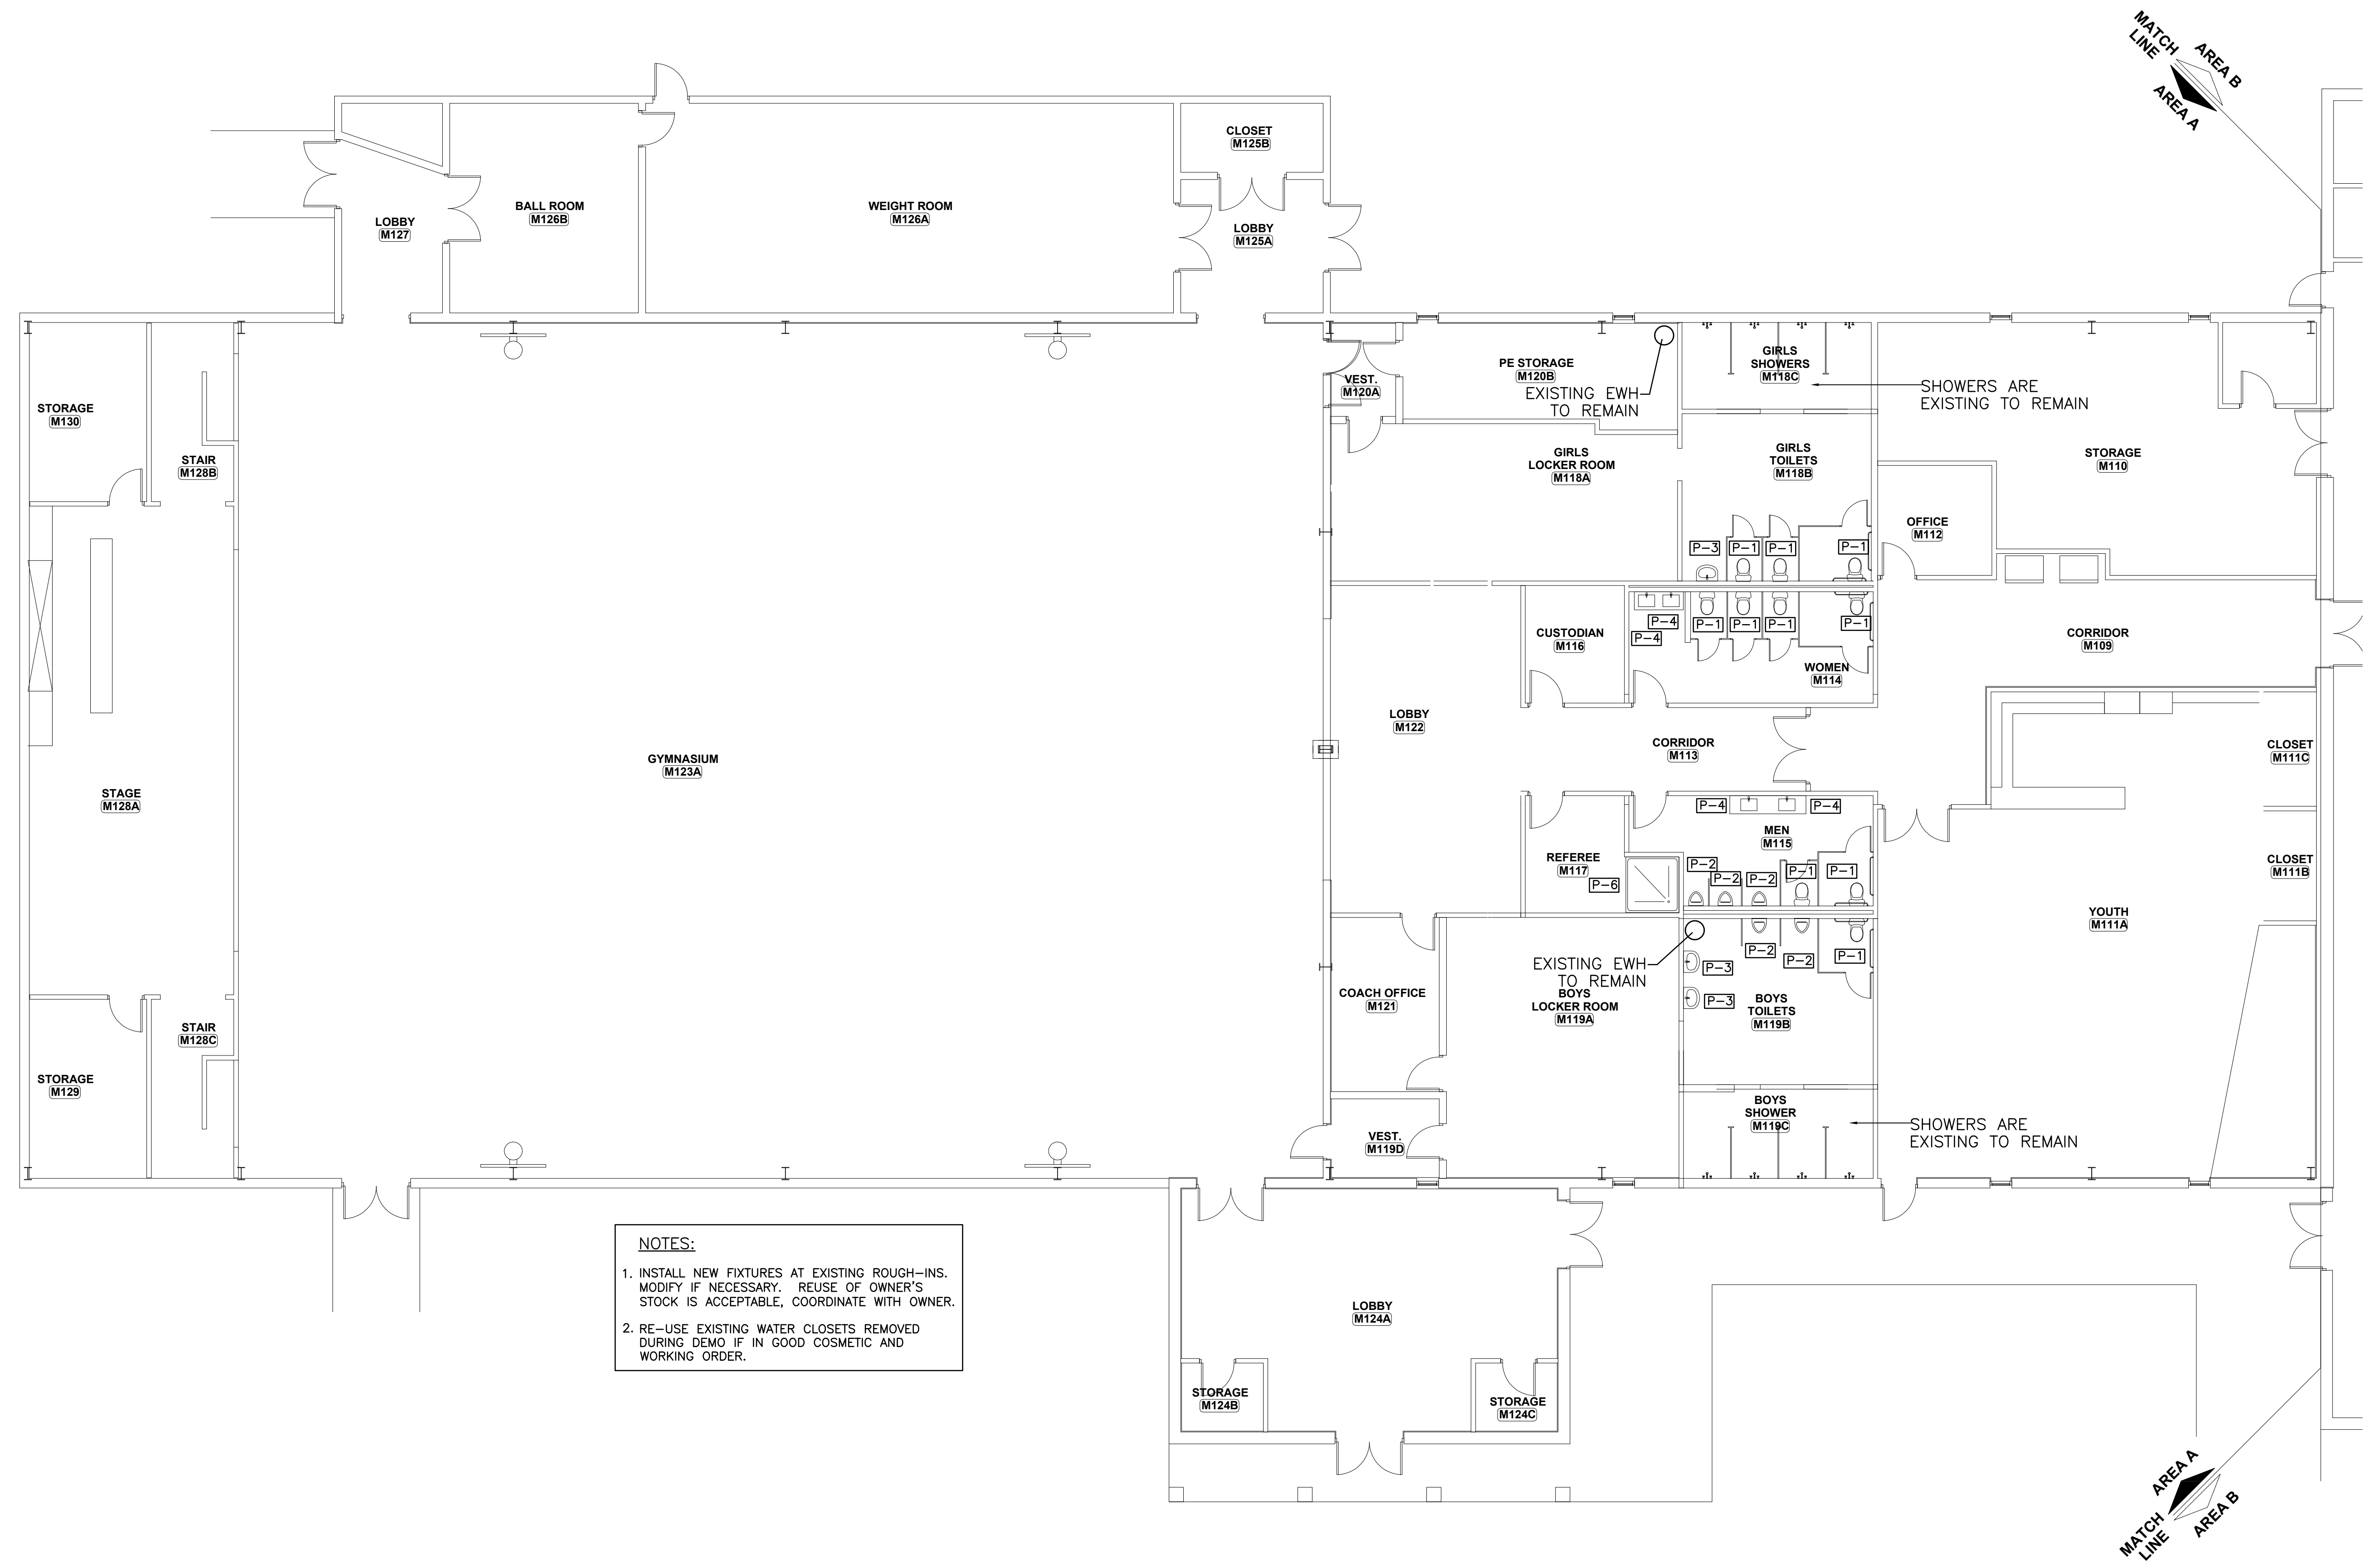 MATCH
LINE
AREA B
AREA A
CLOSET
M125B
BALL ROOM
M126B
WEIGHT ROOM
M126A
LOBBY
M127
LOBBY
M125A
STORAGE
M130
STAIR
M128B
VEST.
M120A
PE STORAGE
M120B
EXISTING EWH
TO REMAIN
GIRLS
SHOWERS
M118C
SHOWERS ARE
EXISTING TO REMAIN
GIRLS
LOCKER ROOM
M118A
GIRLS
TOILETS
M118B
STORAGE
M110
OFFICE
M112
P-3
P-1
P-1
P-1
P-4
P-4
P-1
P-1
P-1
P-1
CUSTODIAN
M116
WOMEN
M114
CORRIDOR
M109
LOBBY
M122
CORRIDOR
M113
CLOSET
M111C
GYMNASIUM
M123A
STAGE
M128A
P-4
P-4
MEN
M115
REFEREE
M117
P-6
P-2
P-2
P-2
P-1
P-1
CLOSET
M111B
YOUTH
M111A
EXISTING EWH
TO REMAIN
P-3
P-3
P-2
P-2
P-1
COACH OFFICE
M121
BOYS
LOCKER ROOM
M119A
BOYS
TOILETS
M119B
STAIR
M128C
STORAGE
M129
VEST.
M119D
BOYS
SHOWER
M119C
SHOWERS ARE
EXISTING TO REMAIN
NOTES:
1. INSTALL NEW FIXTURES AT EXISTING ROUGH-INS.
MODIFY IF NECESSARY. REUSE OF OWNER'S
STOCK IS ACCEPTABLE, COORDINATE WITH OWNER.
2. RE-USE EXISTING WATER CLOSETS REMOVED
DURING DEMO IF IN GOOD COSMETIC AND
WORKING ORDER.
LOBBY
M124A
STORAGE
M124B
STORAGE
M124C
AREA A
AREA B
MATCH
LINE